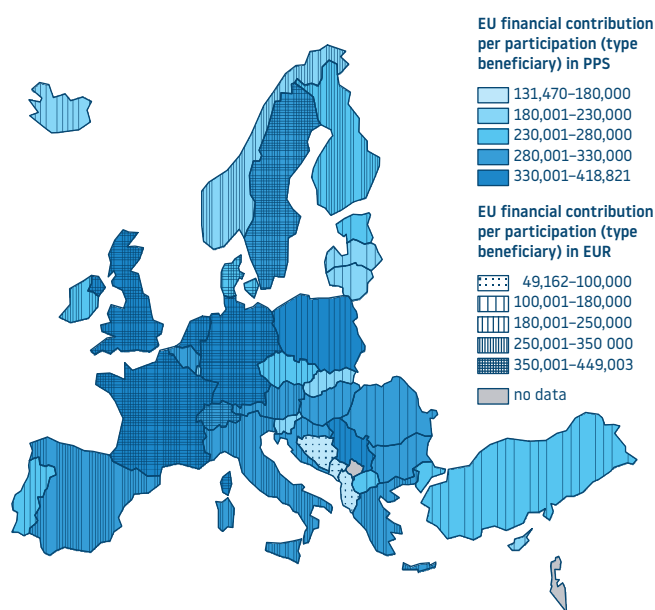 EU financial contribution
per participation (type
beneficiary) in PPS
131,470–180,000
180,001–230,000
230,001–280,000
280,001–330,000
330,001–418,821
EU financial contribution
per participation (type
beneficiary) in EUR
49,162–100,000
100,001–180,000
180,001–250,000
250,001–350 000
350,001–449,003
no data